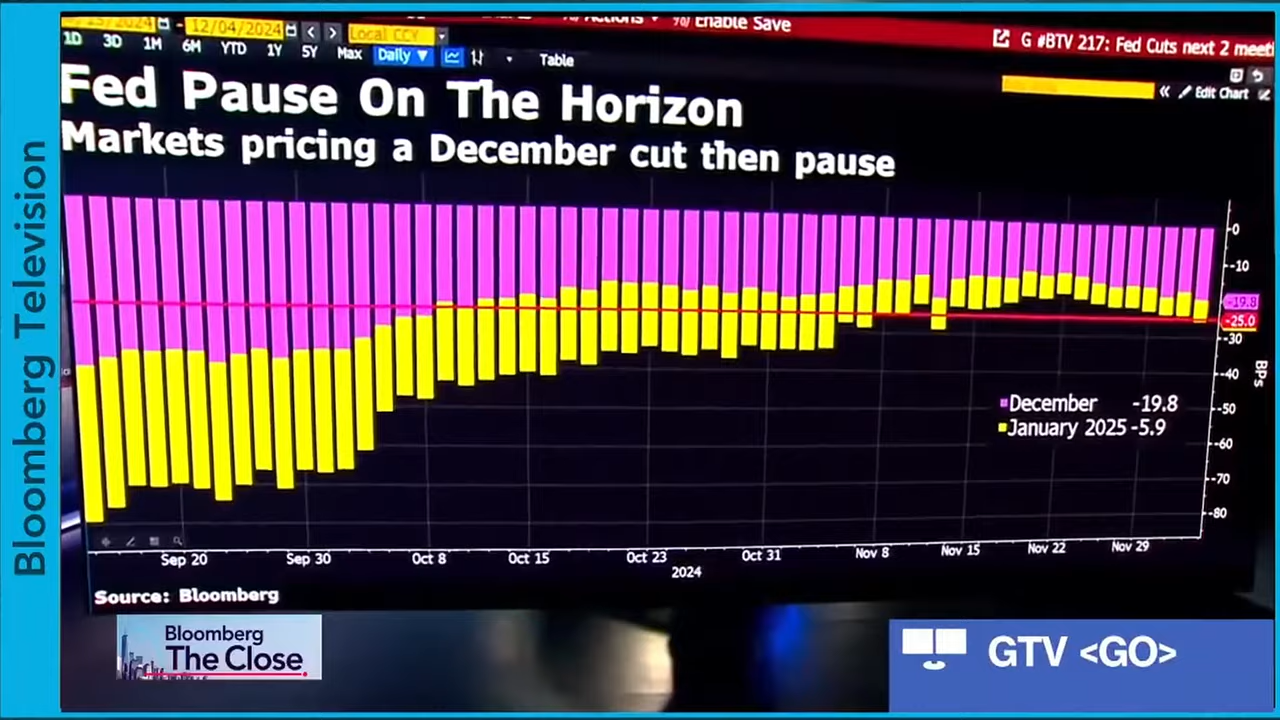 Bloomberg Television
12/04/2024
Local CCY
Actions
Enable Save
G #BTV 217: Fed Cuts next 2 meeti
1D 3D 1M 6M YTD 1Y 5Y Max Daily ▼ Table
« Edit Chart
Fed Pause On The Horizon
Markets pricing a December cut then pause
-0
-10
-19.8
-25.0
-30
-40
-50
-60
-70
-80
BPs
December -19.8
January 2025 -5.9
Sep 20 Sep 30 Oct 8 Oct 15 Oct 23 Oct 31 Nov 8 Nov 15 Nov 22 Nov 29
2024
Source: Bloomberg
Bloomberg
The Close
GTV <GO>